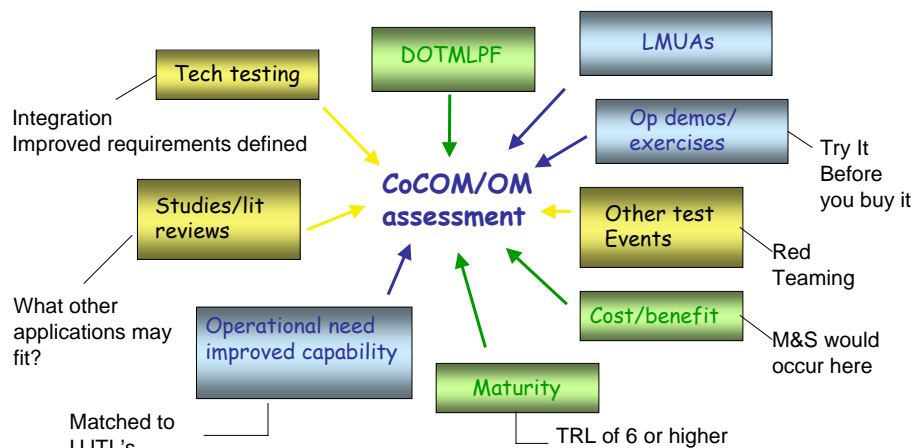 DOTMLPF
LMUAs
Tech testing
Integration
Improved requirements defined
Op demos/
exercises
Try It
Before
you buy it
CoCOM/OM
assessment
Studies/lit
reviews
Other test
Events
Red
Teaming
What other
applications may
fit?
Operational need
improved capability
Cost/benefit
M&S would
occur here
Maturity
Matched to
UJTL's
TRL of 6 or higher